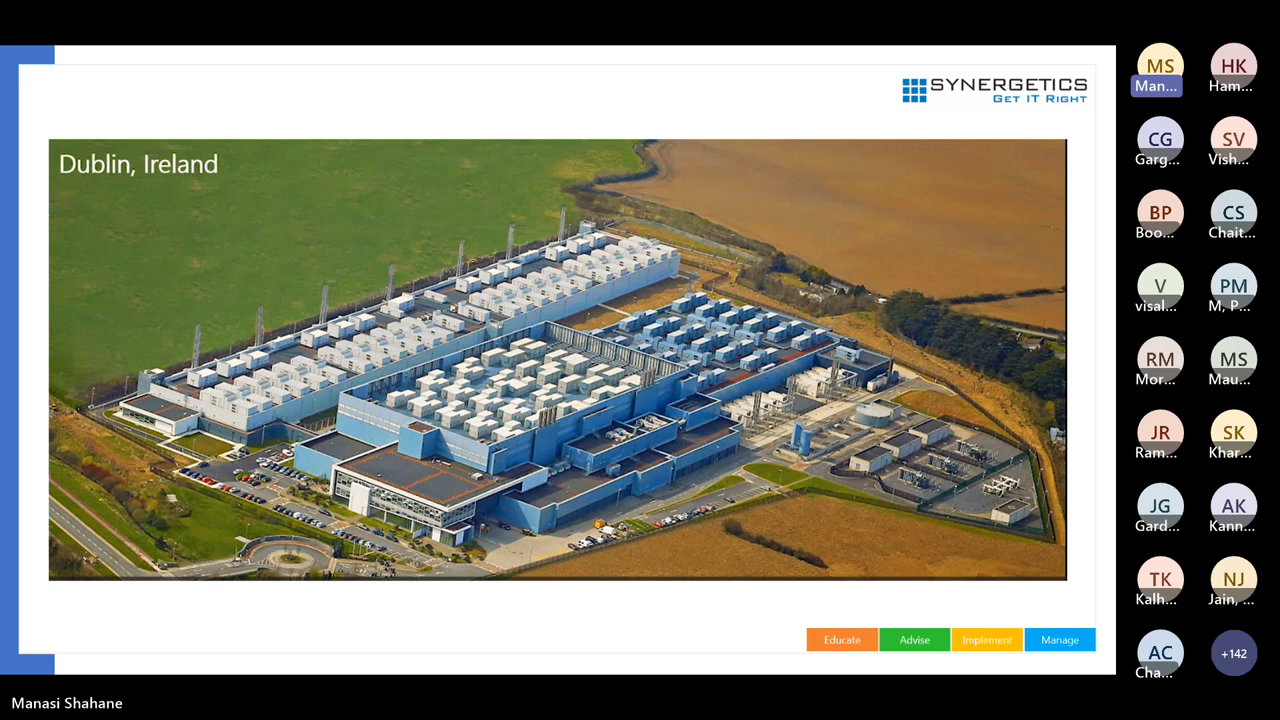 SYNERGETICS
GET IT RIGHT
Dublin, Ireland
Educate
Advise
Implement
Manage
MS
Man...
HK
Ham...
CG
Garg...
SV
Vish...
BP
Boo...
CS
Chait...
V
visal...
PM
M, P...
RM
Mor...
MS
Mau...
JR
Ram...
SK
Khar...
JG
Gard...
AK
Kann...
TK
Kalh...
NJ
Jain, ...
AC
Cha...
+142
Manasi Shahane